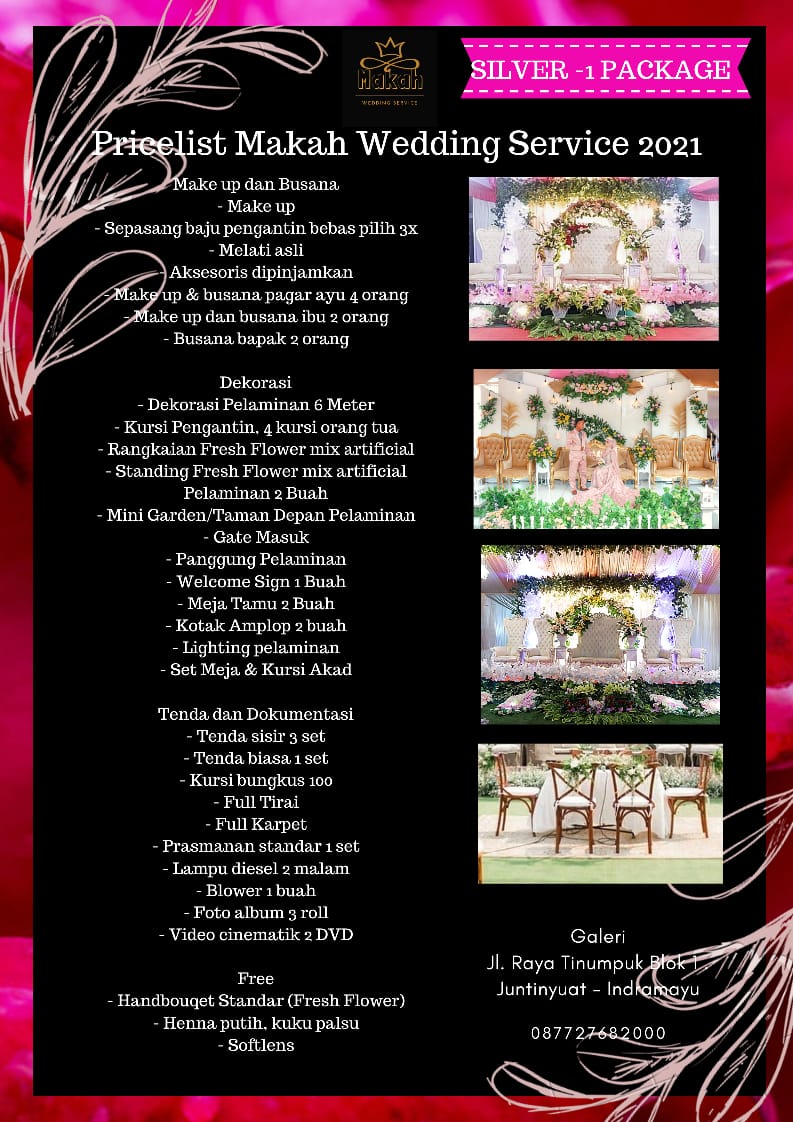 Makah
WEDDING SERVICE
SILVER -1 PACKAGE
Pricelist Makah Wedding Service 2021
Make up dan Busana
- Make up
- Sepasang baju pengantin bebas pilih 3x
- Melati asli
- Aksesoris dipinjamkan
- Make up & busana pagar ayu 4 orang
- Make up dan busana ibu 2 orang
- Busana bapak 2 orang
Dekorasi
- Dekorasi Pelaminan 6 Meter
- Kursi Pengantin, 4 kursi orang tua
- Rangkaian Fresh Flower mix artificial
- Standing Fresh Flower mix artificial
Pelaminan 2 Buah
- Mini Garden/Taman Depan Pelaminan
- Gate Masuk
- Panggung Pelaminan
- Welcome Sign 1 Buah
- Meja Tamu 2 Buah
- Kotak Amplop 2 buah
- Lighting pelaminan
- Set Meja & Kursi Akad
Tenda dan Dokumentasi
- Tenda sisir 3 set
- Tenda biasa 1 set
- Kursi bungkus 100
- Full Tirai
- Full Karpet
- Prasmanan standar 1 set
- Lampu diesel 2 malam
- Blower 1 buah
- Foto album 3 roll
- Video cinematik 2 DVD
Free
- Handbouqet Standar (Fresh Flower)
- Henna putih, kuku palsu
- Softlens
Galeri
Jl. Raya Tinumpuk Blok 1
Juntinyuat - Indramayu
087727682000